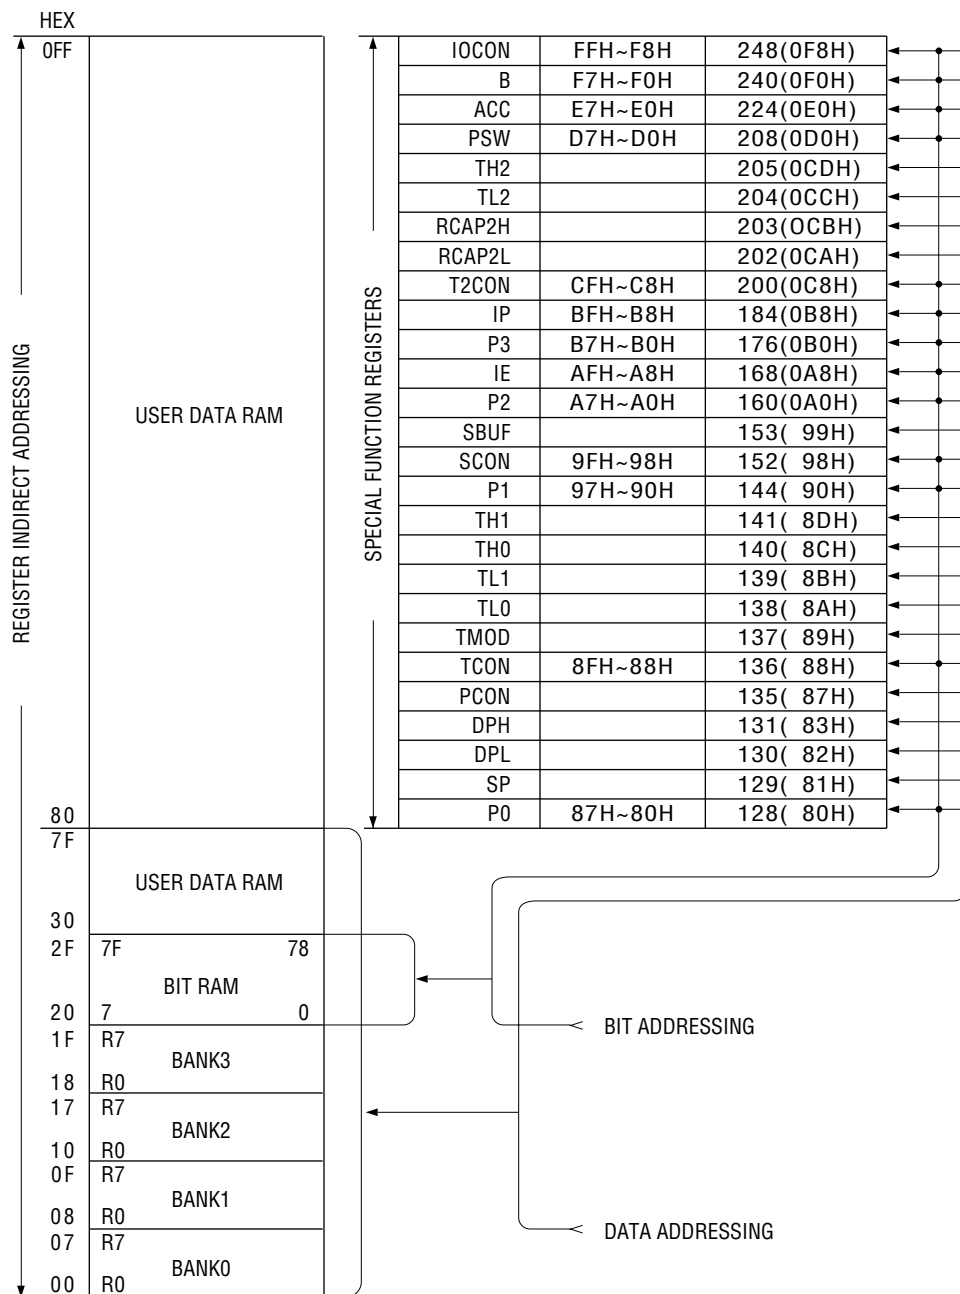 HEX
0FF
USER DATA RAM
80
7F
USER DATA RAM
30
2F 7F 78
BIT RAM
20 7 0
1F R7
BANK3
18 R0
17 R7
BANK2
10 R0
0F R7
BANK1
08 R0
07 R7
BANK0
00 R0
REGISTER INDIRECT ADDRESSING
SPECIAL FUNCTION REGISTERS
IOCON FFH~F8H 248(0F8H)
B F7H~F0H 240(0F0H)
ACC E7H~E0H 224(0E0H)
PSW D7H~D0H 208(0D0H)
TH2 205(0CDH)
TL2 204(0CCH)
RCAP2H 203(0CBH)
RCAP2L 202(0CAH)
T2CON CFH~C8H 200(0C8H)
IP BFH~B8H 184(0B8H)
P3 B7H~B0H 176(0B0H)
IE AFH~A8H 168(0A8H)
P2 A7H~A0H 160(0A0H)
SBUF 153( 99H)
SCON 9FH~98H 152( 98H)
P1 97H~90H 144( 90H)
TH1 141( 8DH)
TH0 140( 8CH)
TL1 139( 8BH)
TL0 138( 8AH)
TMOD 137( 89H)
TCON 8FH~88H 136( 88H)
PCON 135( 87H)
DPH 131( 83H)
DPL 130( 82H)
SP 129( 81H)
P0 87H~80H 128( 80H)
BIT ADDRESSING
DATA ADDRESSING